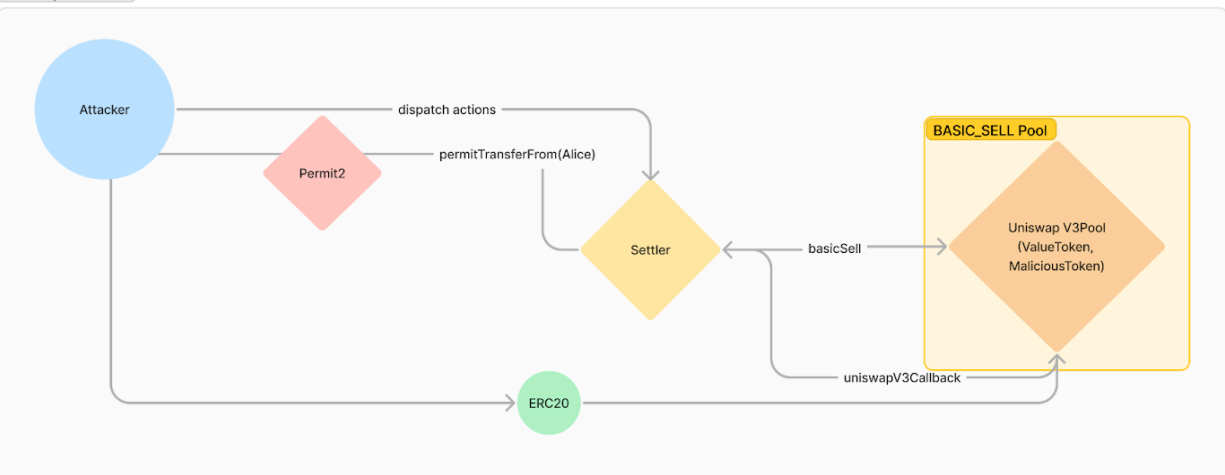 Attacker
dispatch actions
permitTransferFrom(Alice)
Permit2
BASIC_SELL Pool
Uniswap V3Pool
(ValueToken,
MaliciousToken)
Settler
basicSell
uniswapV3Callback
ERC20